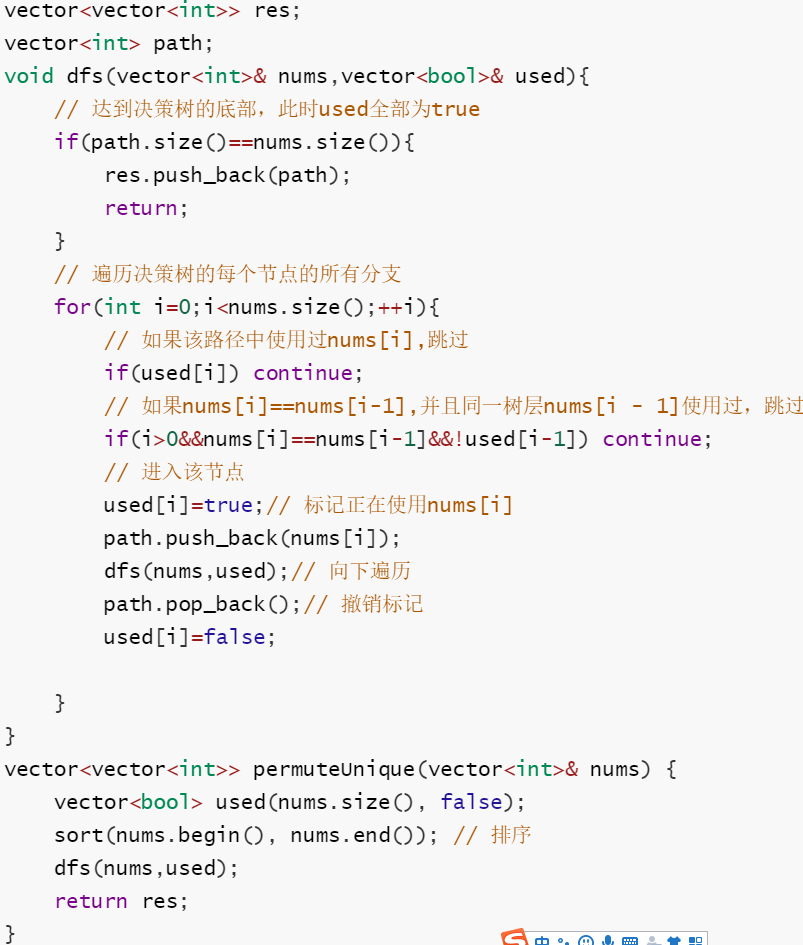 vector<vector<int>> res;
vector<int> path;
void dfs(vector<int>& nums,vector<bool>& used){
    // 达到决策树的底部，此时used全部为true
    if(path.size()==nums.size()){
        res.push_back(path);
        return;
    }
    // 遍历决策树的每个节点的所有分支
    for(int i=0;i<nums.size();++i){
        // 如果该路径中使用过nums[i],跳过
        if(used[i]) continue;
        // 如果nums[i]==nums[i-1],并且同一树层nums[i - 1]使用过，跳过
        if(i>0&&nums[i]==nums[i-1]&&!used[i-1]) continue;
        // 进入该节点
        used[i]=true;// 标记正在使用nums[i]
        path.push_back(nums[i]);
        dfs(nums,used);// 向下遍历
        path.pop_back();// 撤销标记
        used[i]=false;
    }
}
vector<vector<int>> permuteUnique(vector<int>& nums) {
    vector<bool> used(nums.size(), false);
    sort(nums.begin(), nums.end()); // 排序
    dfs(nums,used);
    return res;
}
中